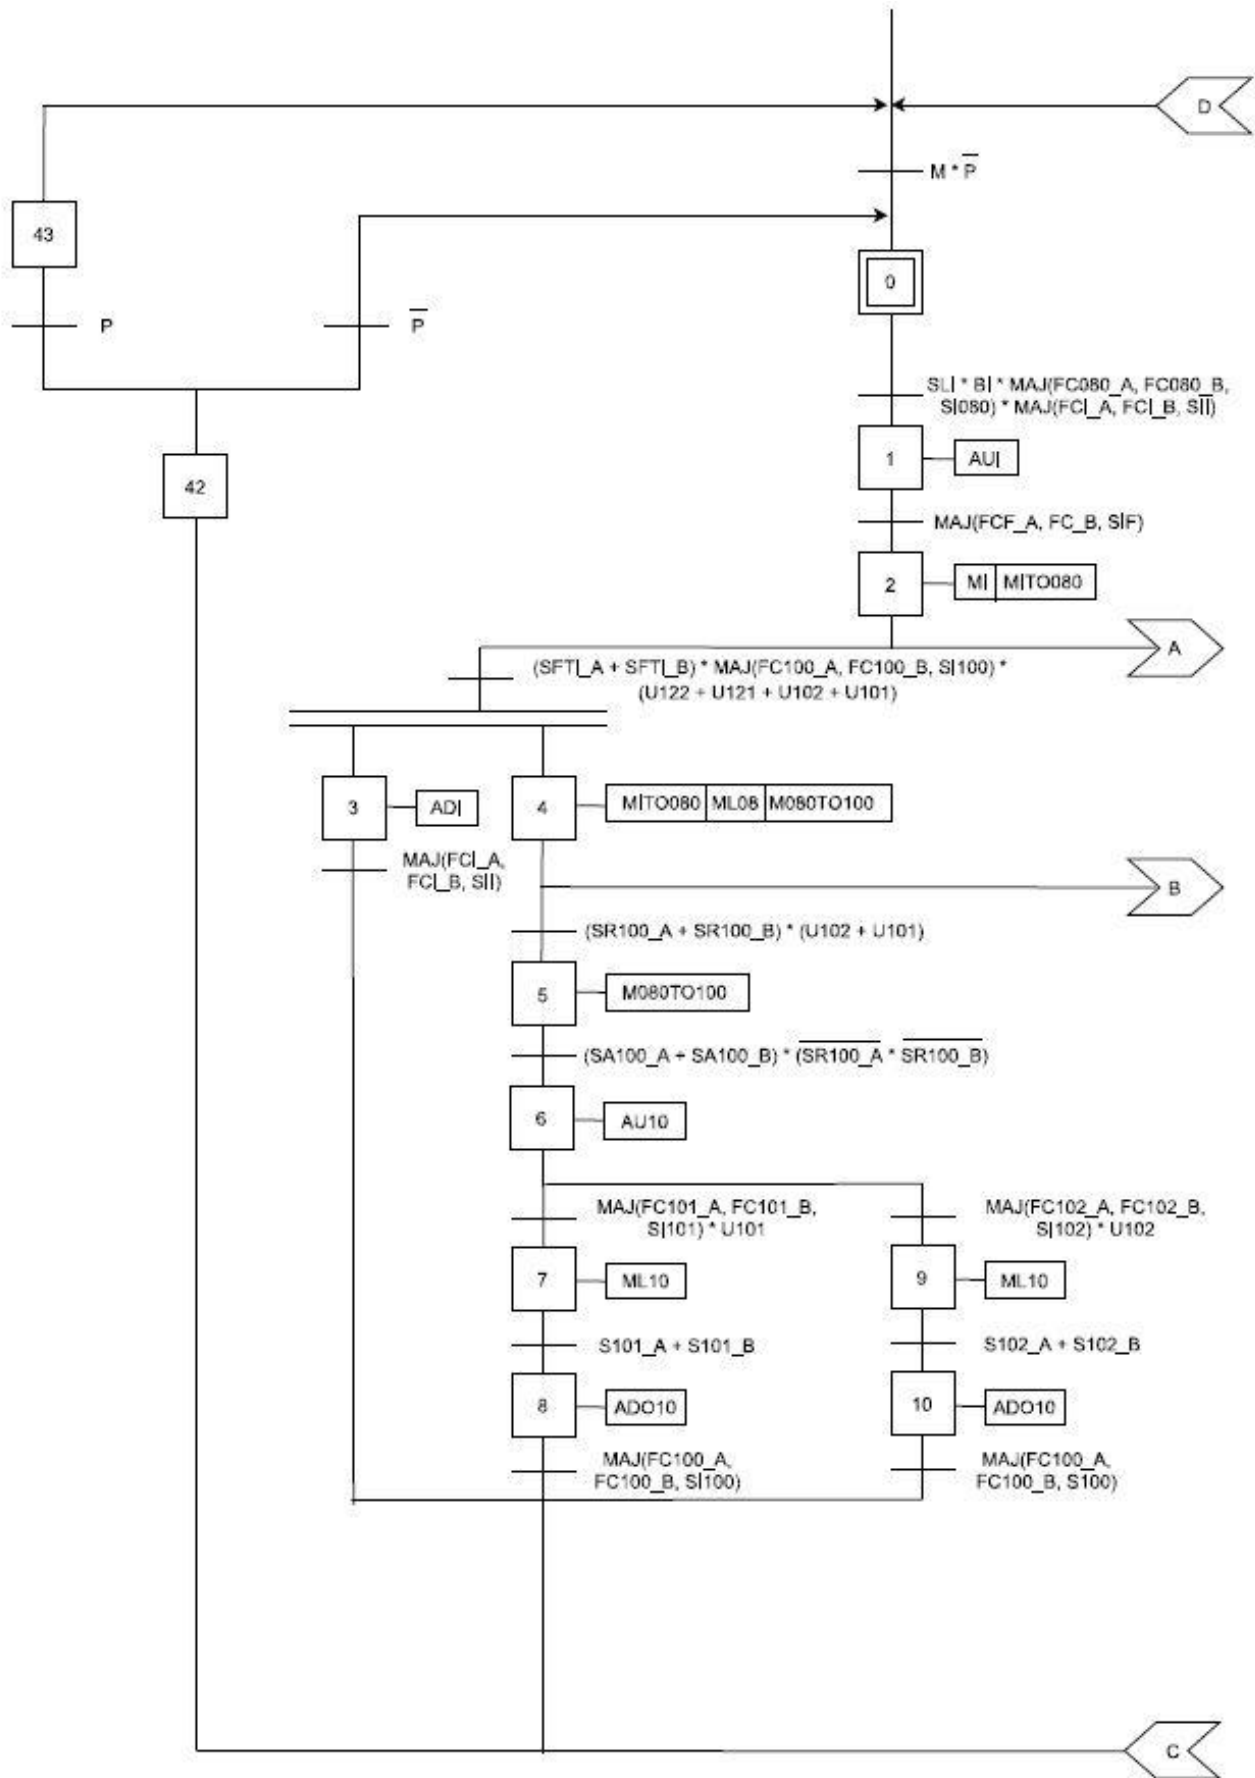 D
M * P
43
0
P
P
SLI * BI * MAJ(FC080_A, FC080_B,
SI080) * MAJ(FCI_A, FCI_B, SII)
1
AUI
42
MAJ(FCF_A, FC_B, SIF)
2
MI MITO080
A
(SFTI_A + SFTI_B) * MAJ(FC100_A, FC100_B, SI100) *
(U122 + U121 + U102 + U101)
3
ADI
4
MITO080 ML08 M080TO100
MAJ(FCI_A,
FCI_B, SII)
B
(SR100_A + SR100_B) * (U102 + U101)
5
M080TO100
(SA100_A + SA100_B) * (SR100_A * SR100_B)
6
AU10
MAJ(FC101_A, FC101_B,
SI101) * U101
MAJ(FC102_A, FC102_B,
SI102) * U102
7
ML10
9
ML10
S101_A + S101_B
S102_A + S102_B
8
ADO10
10
ADO10
MAJ(FC100_A,
FC100_B, SI100)
MAJ(FC100_A,
FC100_B, S100)
C